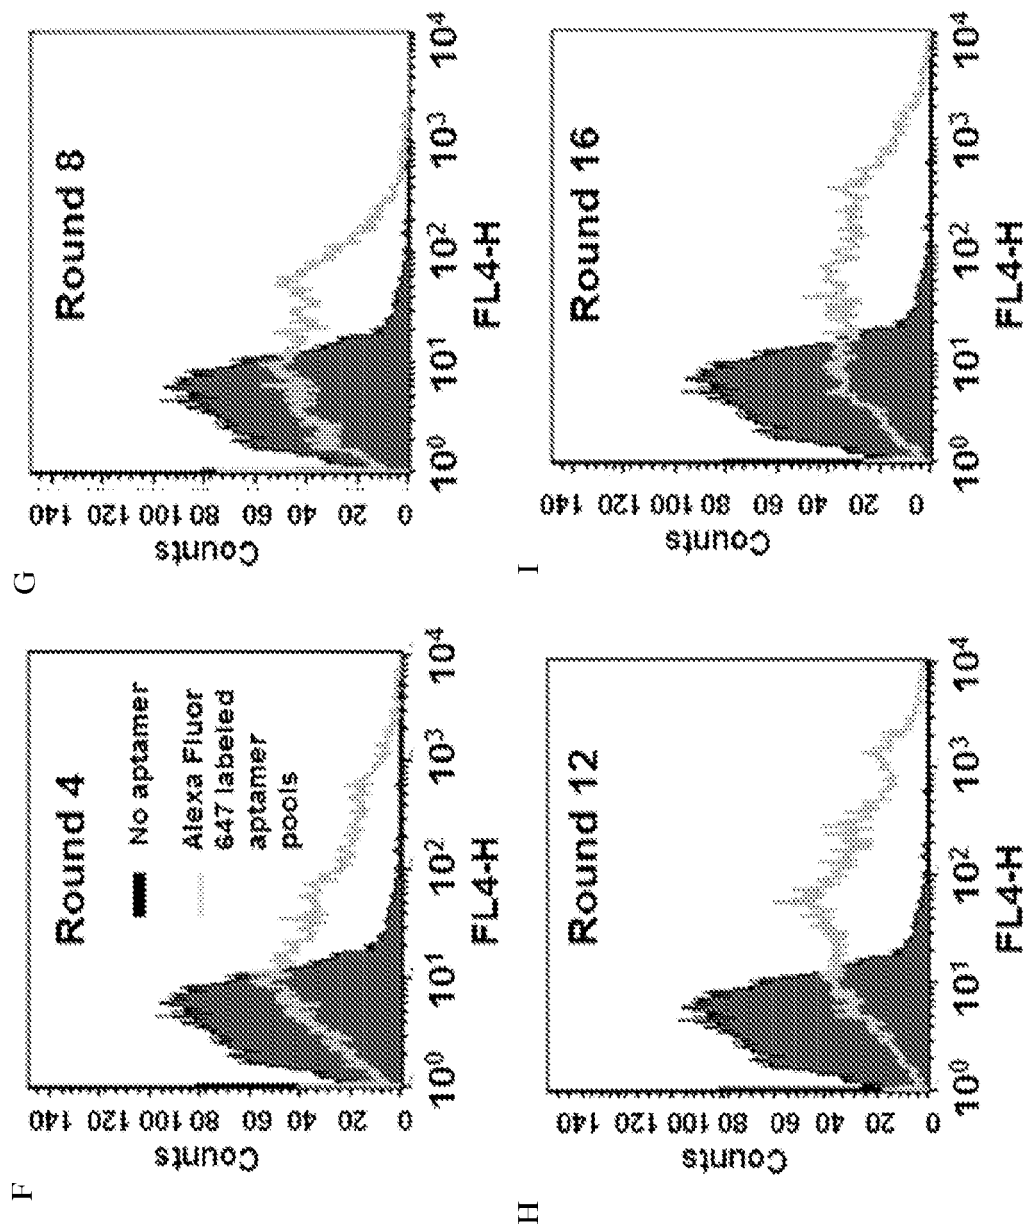 F
Round 4
No aptamer
Alexa Fluor
647 labeled
aptamer
pools
Counts
140
120
100
80
60
40
20
0
10⁰
10¹
10²
10³
10⁴
FL4-H
G
Round 8
Counts
140
120
100
80
60
40
20
0
10⁰
10¹
10²
10³
10⁴
FL4-H
H
Round 12
Counts
140
120
100
80
60
40
20
0
10⁰
10¹
10²
10³
10⁴
FL4-H
I
Round 16
Counts
140
120
100
80
60
40
20
0
10⁰
10¹
10²
10³
10⁴
FL4-H